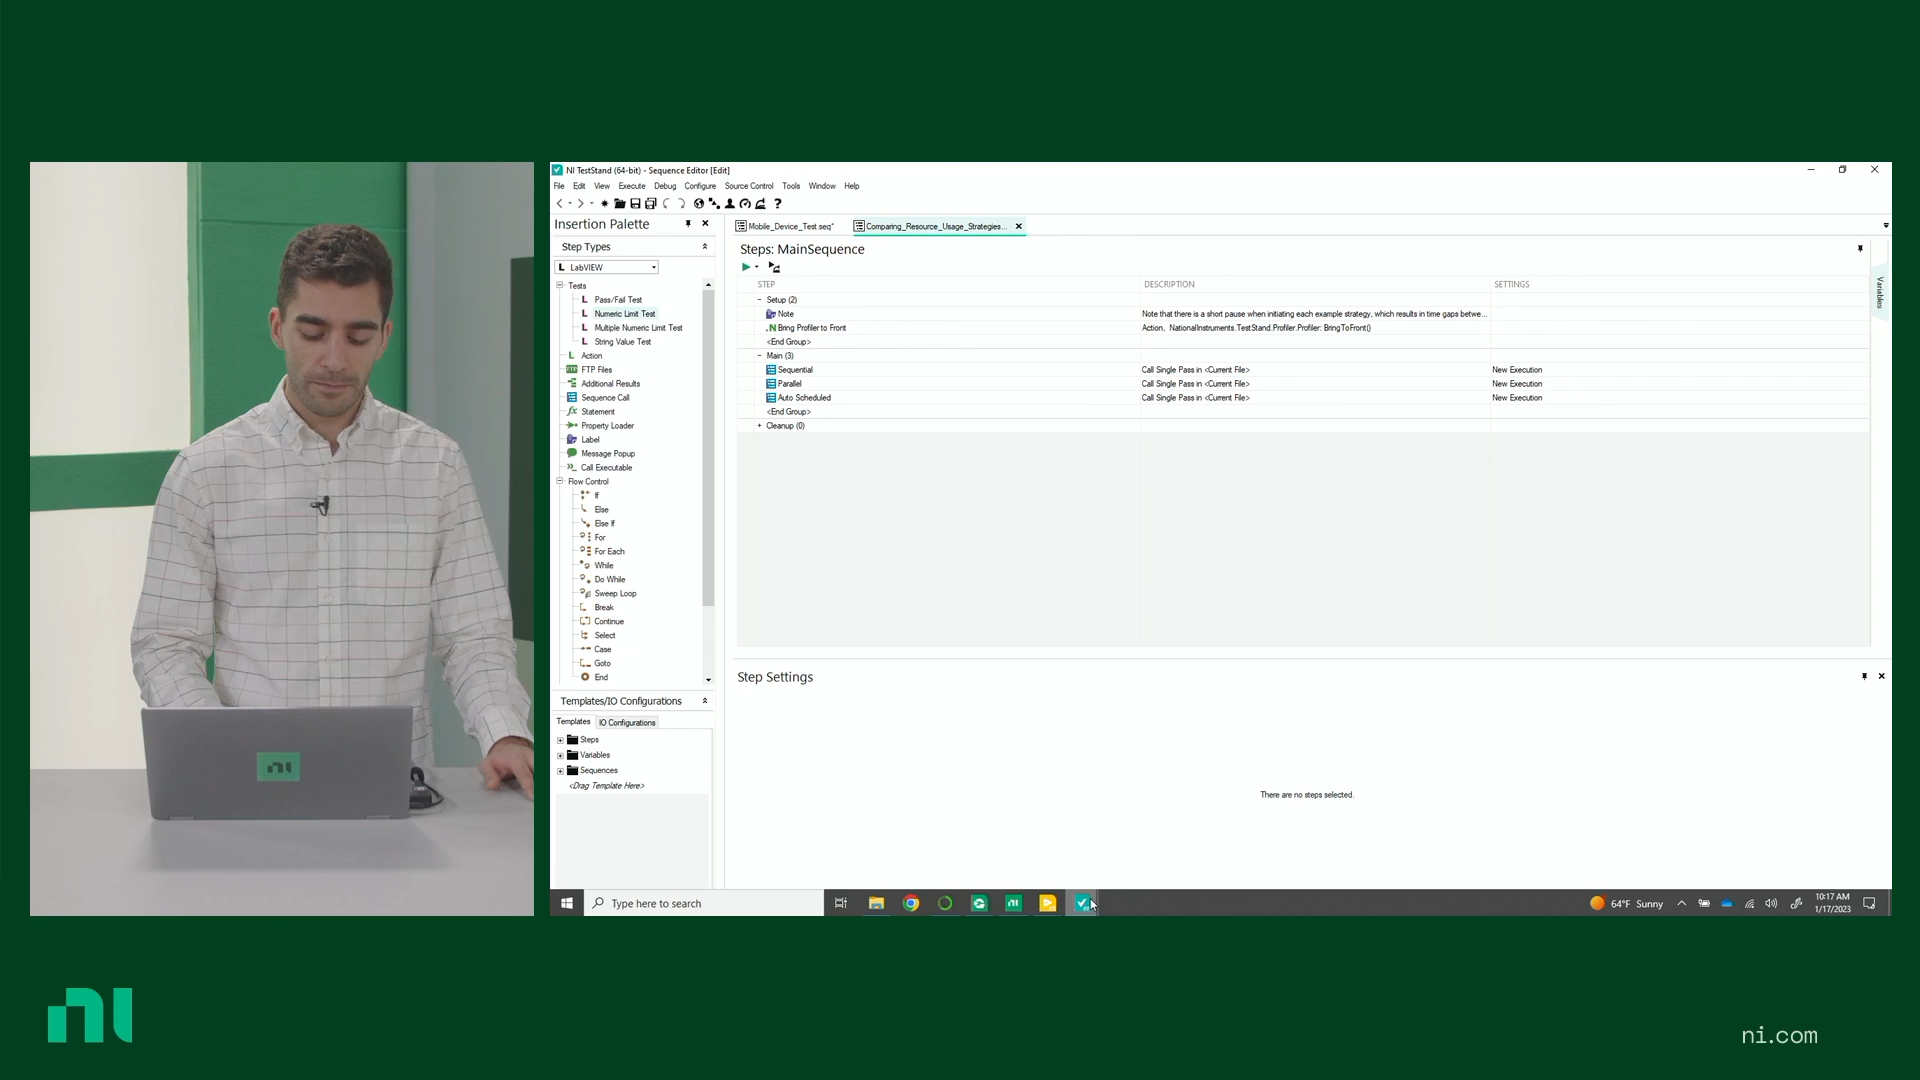 NI TestStand (64-bit) - Sequence Editor [Edit]
File Edit View Execute Debug Configure Source Control Tools Window Help
Insertion Palette
Step Types
L LabVIEW
Tests
L Pass/Fail Test
L Numeric Limit Test
L Multiple Numeric Limit Test
L String Value Test
L Action
FTP FTP Files
Additional Results
Sequence Call
fx Statement
Property Loader
Label
Message Popup
Call Executable
Flow Control
If
Else
Else If
For
For Each
While
Do While
Sweep Loop
Break
Continue
Select
Case
Goto
End
Templates/IO Configurations
Templates IO Configurations
Steps
Variables
Sequences
<Drag Template Here>
Mobile_Device_Test.seq* Comparing_Resource_Usage_Strategies...
Steps: MainSequence
STEP DESCRIPTION SETTINGS
- Setup (2)
Note Note that there is a short pause when initiating each example strategy, which results in time gaps betwe...
.N Bring Profiler to Front Action, NationalInstruments.TestStand.Profiler.Profiler: BringToFront()
<End Group>
- Main (3)
Sequential Call Single Pass in <Current File> New Execution
Parallel Call Single Pass in <Current File> New Execution
Auto Scheduled Call Single Pass in <Current File> New Execution
<End Group>
+ Cleanup (0)
Variables
Step Settings
There are no steps selected.
Type here to search
64°F Sunny
10:17 AM
1/17/2023
ni
ni.com